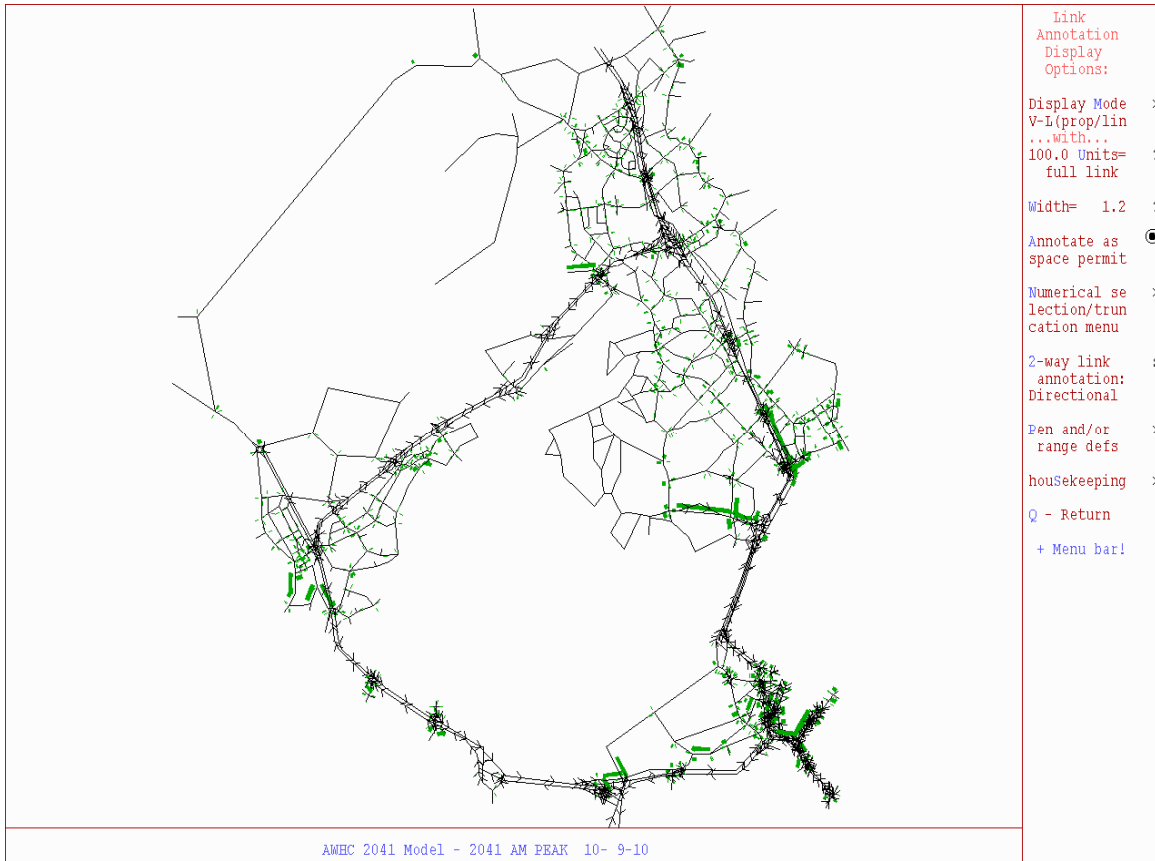 Link
Annotation
Display
Options:
Display Mode
V-L(prop/lin
...with...
100.0 Units=
full link
Width= 1.2
Annotate as
space permit
Numerical se
lection/trun
cation menu
2-way link
annotation:
Directional
Pen and/or
range defs
houSekeeping
Q - Return
+ Menu bar!
AWHC 2041 Model - 2041 AM PEAK 10- 9-10